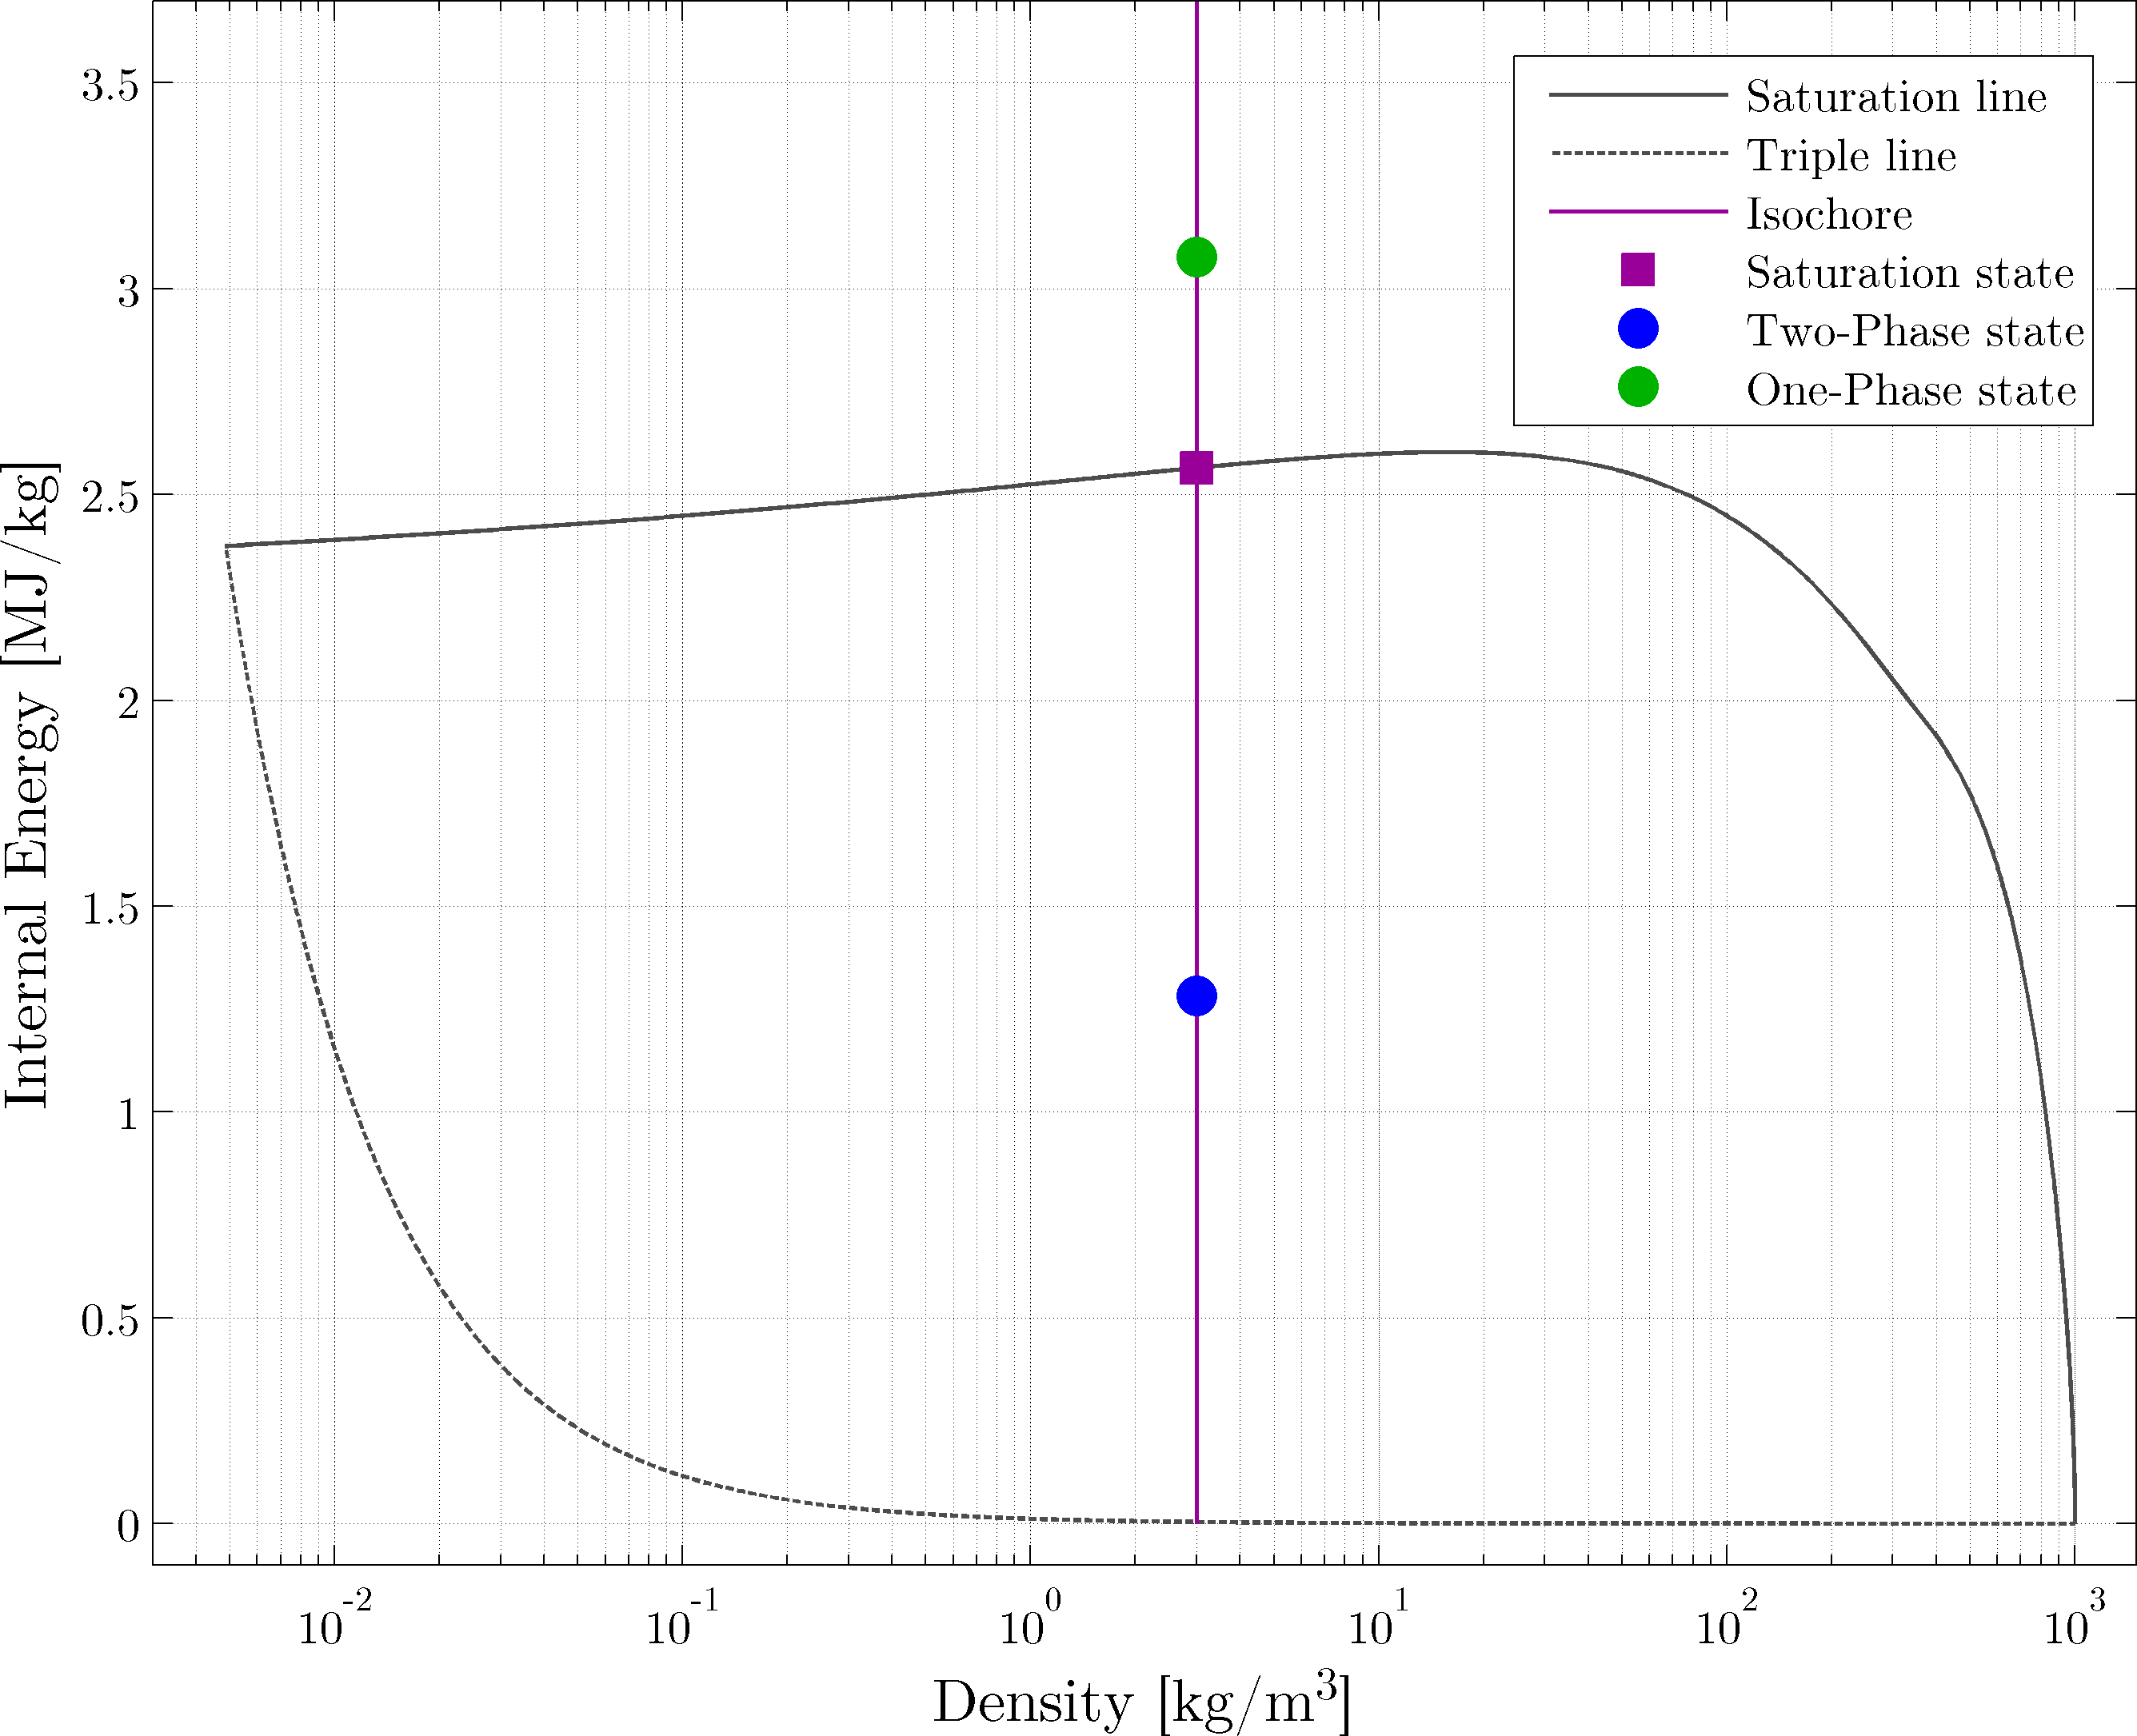 Internal Energy [MJ/kg]
3.5
3
2.5
2
1.5
1
0.5
0
Saturation line
Triple line
Isochore
Saturation state
Two-Phase state
One-Phase state
10-2 10-1 100 101 102 103
Density [kg/m3]